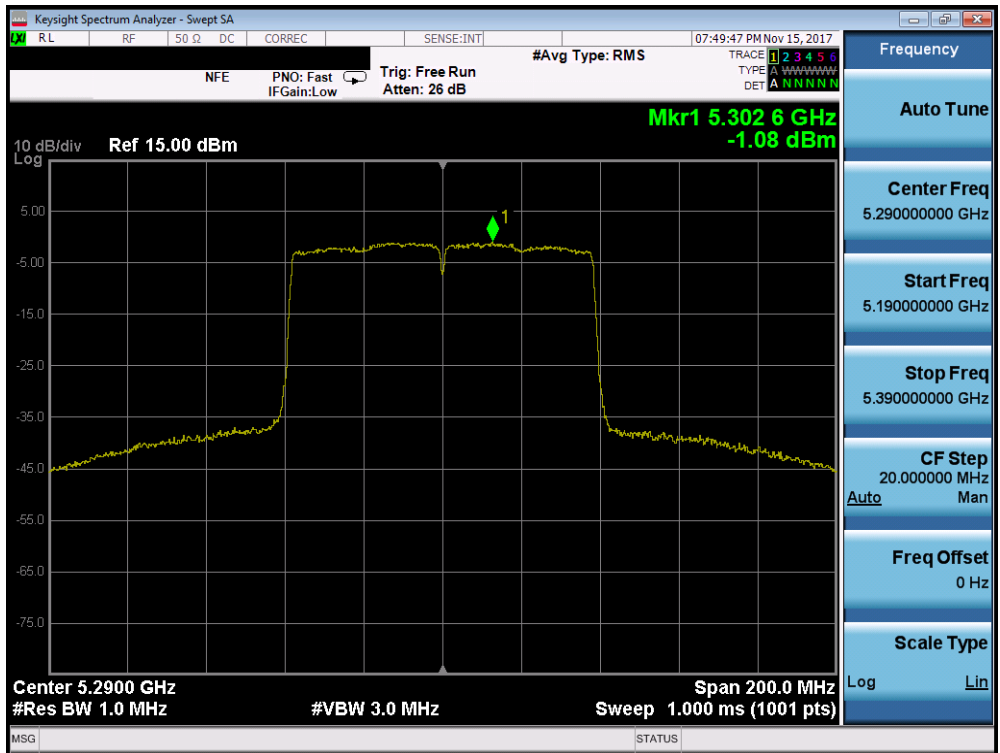 Keysight Spectrum Analyzer - Swept SA
LXI RL RF 50 Ω DC CORREC SENSE:INT 07:49:47 PM Nov 15, 2017
#Avg Type: RMS TRACE 1 2 3 4 5 6
NFE PNO: Fast Trig: Free Run TYPE A WWWWW
IFGain:Low Atten: 26 dB DET A N N N N N
Mkr1 5.302 6 GHz
-1.08 dBm
10 dB/div Ref 15.00 dBm
Log
1
5.00
-5.00
-15.0
-25.0
-35.0
-45.0
-55.0
-65.0
-75.0
Center 5.2900 GHz Span 200.0 MHz
#Res BW 1.0 MHz #VBW 3.0 MHz Sweep 1.000 ms (1001 pts)
MSG STATUS
Frequency
Auto Tune
Center Freq
5.290000000 GHz
Start Freq
5.190000000 GHz
Stop Freq
5.390000000 GHz
CF Step
20.000000 MHz
Auto Man
Freq Offset
0 Hz
Scale Type
Log Lin